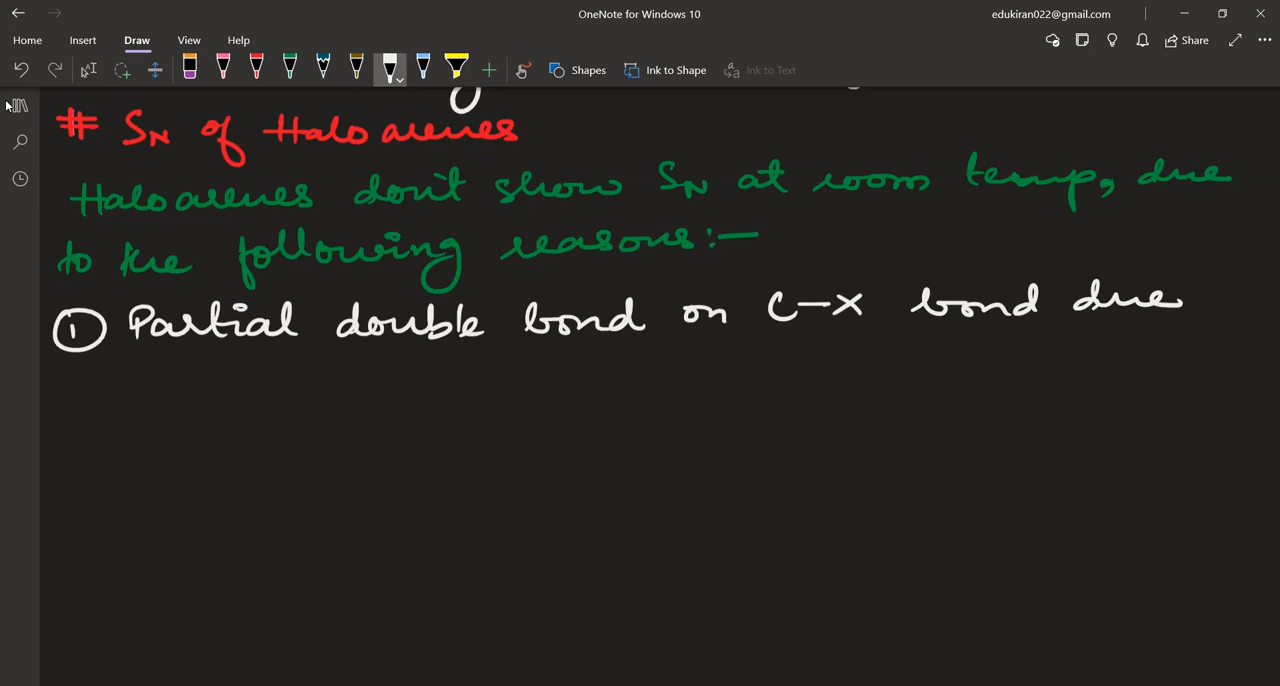 OneNote for Windows 10
edukiran022@gmail.com
Home Insert Draw View Help
Share
Shapes Ink to Shape Ink to Text
# SN of Haloarenes
Haloarenes don't show SN at room temp, due
to the following reasons:—
① Partial double bond on C—X bond due